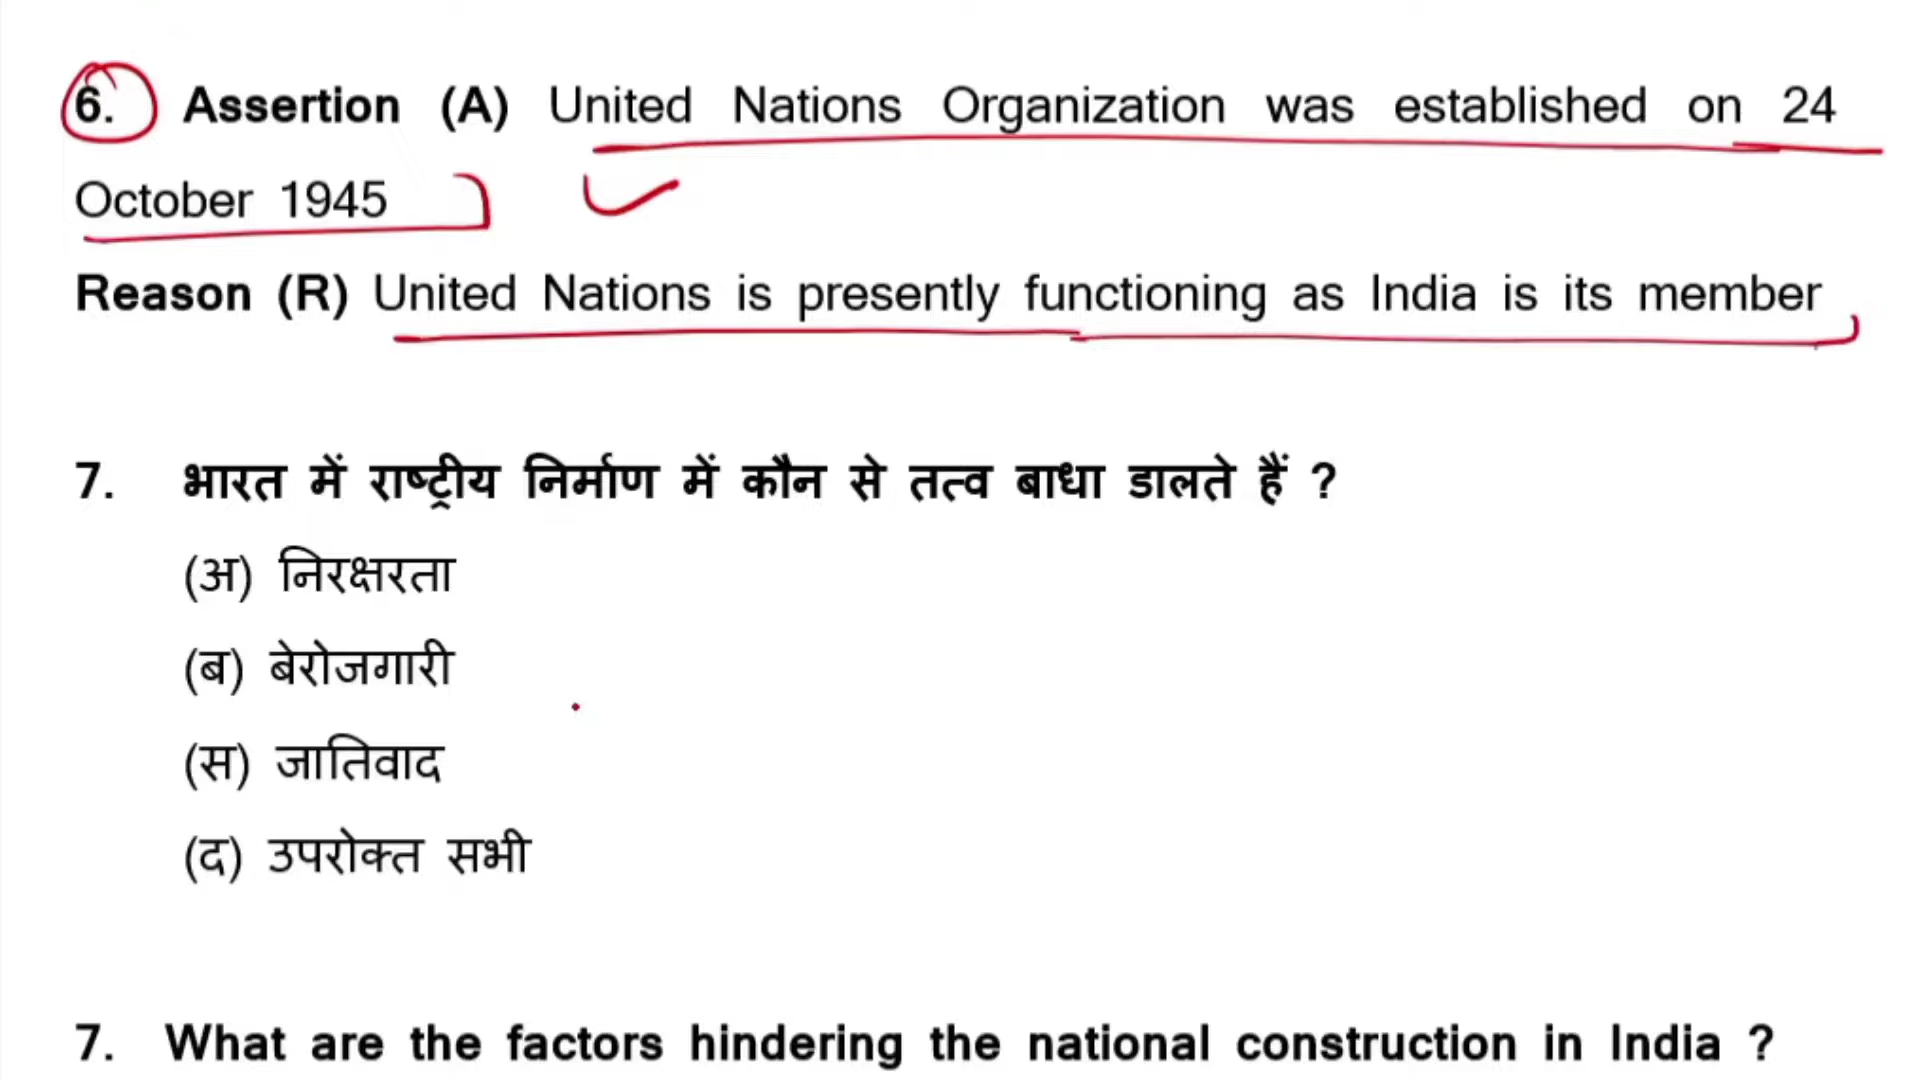 6. Assertion (A) United Nations Organization was established on 24
October 1945
Reason (R) United Nations is presently functioning as India is its member
7. भारत में राष्ट्रीय निर्माण में कौन से तत्व बाधा डालते हैं ?
(अ) निरक्षरता
(ब) बेरोजगारी
(स) जातिवाद
(द) उपरोक्त सभी
7. What are the factors hindering the national construction in India ?